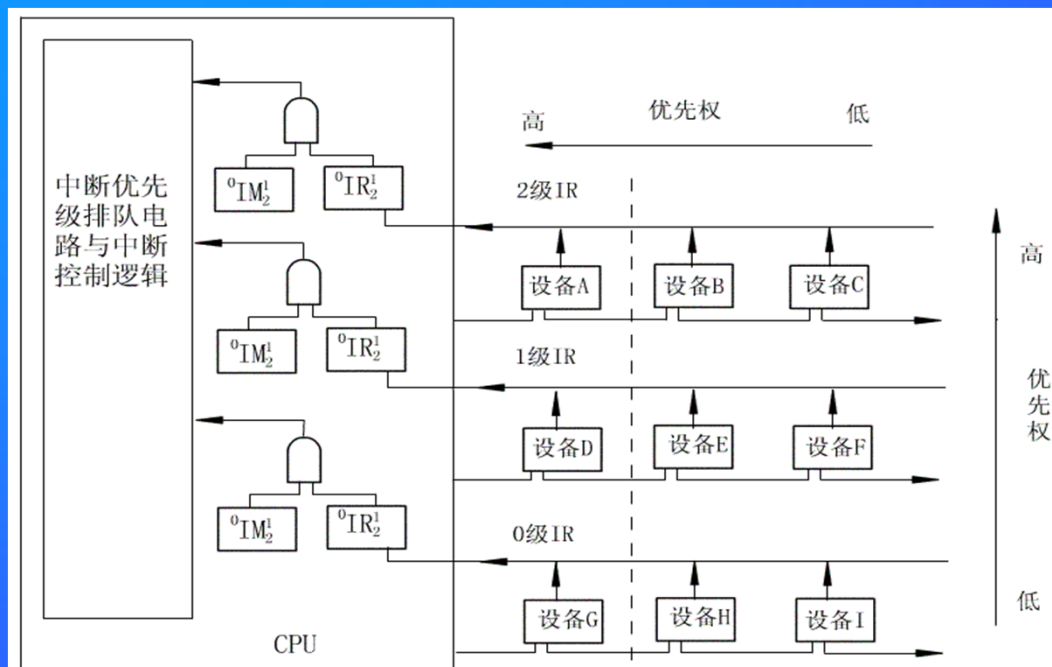 中断优先
级排队电
路与中断
控制逻辑
0IM21
0IR21
0IM21
0IR21
0IM21
0IR21
CPU
高 优先权 低
2级IR
设备A 设备B 设备C
1级IR
设备D 设备E 设备F
0级IR
设备G 设备H 设备I
高
优
先
权
低